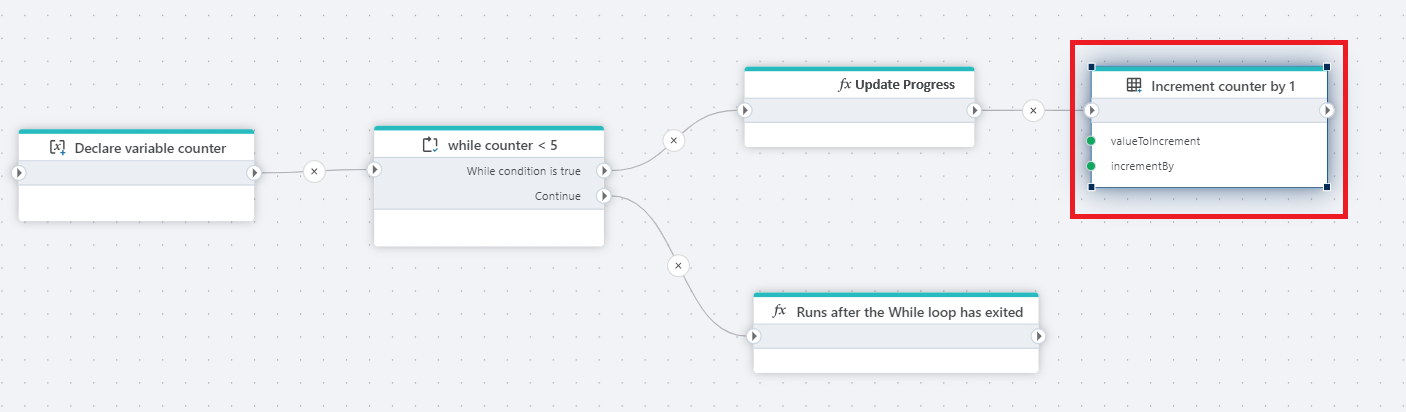 Declare variable counter
while counter < 5
While condition is true
Continue
fx Update Progress
Increment counter by 1
valueToIncrement
incrementBy
fx Runs after the While loop has exited